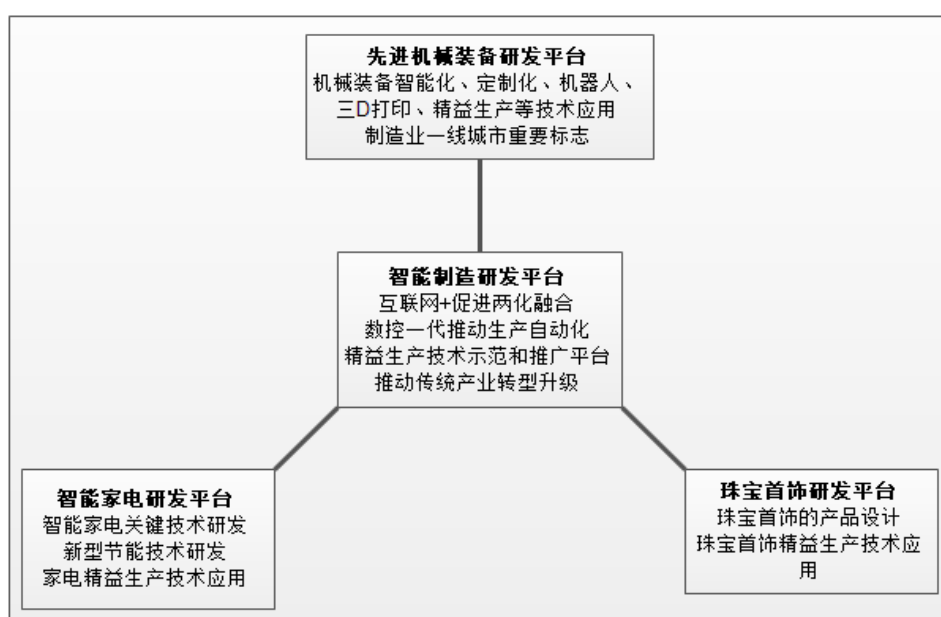 先进机械装备研发平台
机械装备智能化、定制化、机器人、
三D打印、精益生产等技术应用
制造业一线城市重要标志
智能制造研发平台
互联网+促进两化融合
数控一代推动生产自动化
精益生产技术示范和推广平台
推动传统产业转型升级
智能家电研发平台
智能家电关键技术研发
新型节能技术研发
家电精益生产技术应用
珠宝首饰研发平台
珠宝首饰的产品设计
珠宝首饰精益生产技术应
用